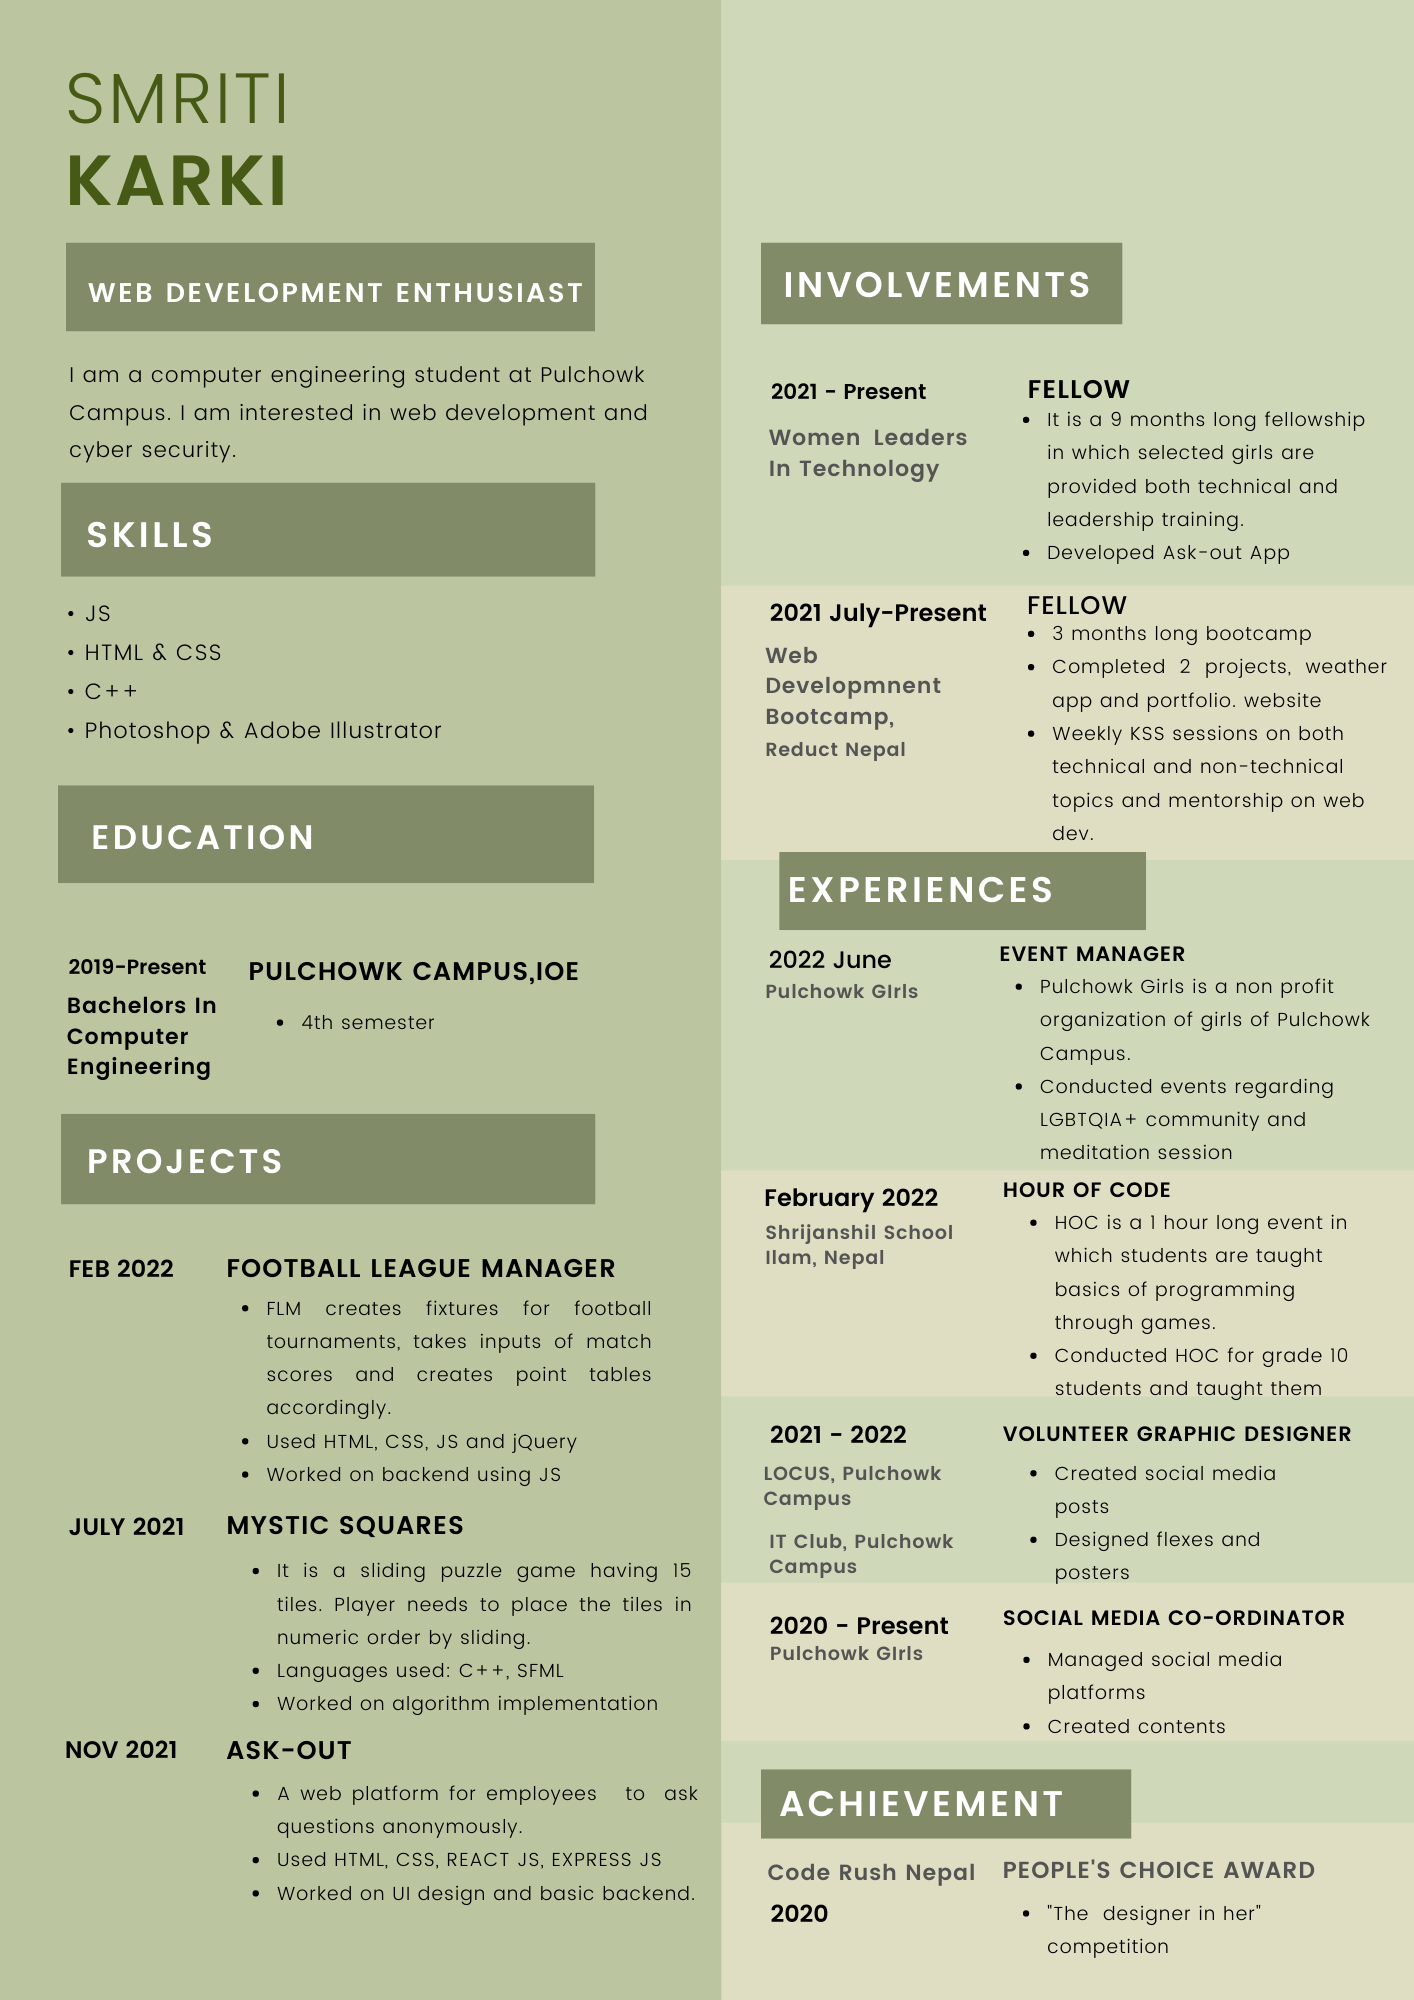 SMRITI
KARKI
WEB DEVELOPMENT ENTHUSIAST
I am a computer engineering student at Pulchowk
Campus. I am interested in web development and
cyber security.
SKILLS
• JS
• HTML & CSS
• C++
• Photoshop & Adobe Illustrator
EDUCATION
2019-Present
Bachelors In
Computer
Engineering
PULCHOWK CAMPUS,IOE
• 4th semester
PROJECTS
FEB 2022
FOOTBALL LEAGUE MANAGER
• FLM creates fixtures for football
tournaments, takes inputs of match
scores and creates point tables
accordingly.
• Used HTML, CSS, JS and jQuery
• Worked on backend using JS
JULY 2021
MYSTIC SQUARES
• It is a sliding puzzle game having 15
tiles. Player needs to place the tiles in
numeric order by sliding.
• Languages used: C++, SFML
• Worked on algorithm implementation
NOV 2021
ASK-OUT
• A web platform for employees to ask
questions anonymously.
• Used HTML, CSS, REACT JS, EXPRESS JS
• Worked on UI design and basic backend.
INVOLVEMENTS
2021 - Present
Women Leaders
In Technology
FELLOW
• It is a 9 months long fellowship
in which selected girls are
provided both technical and
leadership training.
• Developed Ask-out App
2021 July-Present
Web
Developmnent
Bootcamp,
Reduct Nepal
FELLOW
• 3 months long bootcamp
• Completed 2 projects, weather
app and portfolio. website
• Weekly KSS sessions on both
technical and non-technical
topics and mentorship on web
dev.
EXPERIENCES
2022 June
Pulchowk GIrls
EVENT MANAGER
• Pulchowk Girls is a non profit
organization of girls of Pulchowk
Campus.
• Conducted events regarding
LGBTQIA+ community and
meditation session
February 2022
Shrijanshil School
Ilam, Nepal
HOUR OF CODE
• HOC is a 1 hour long event in
which students are taught
basics of programming
through games.
• Conducted HOC for grade 10
students and taught them
2021 - 2022
LOCUS, Pulchowk
Campus
IT Club, Pulchowk
Campus
VOLUNTEER GRAPHIC DESIGNER
• Created social media
posts
• Designed flexes and
posters
2020 - Present
Pulchowk GIrls
SOCIAL MEDIA CO-ORDINATOR
• Managed social media
platforms
• Created contents
ACHIEVEMENT
Code Rush Nepal
2020
PEOPLE'S CHOICE AWARD
• "The designer in her"
competition